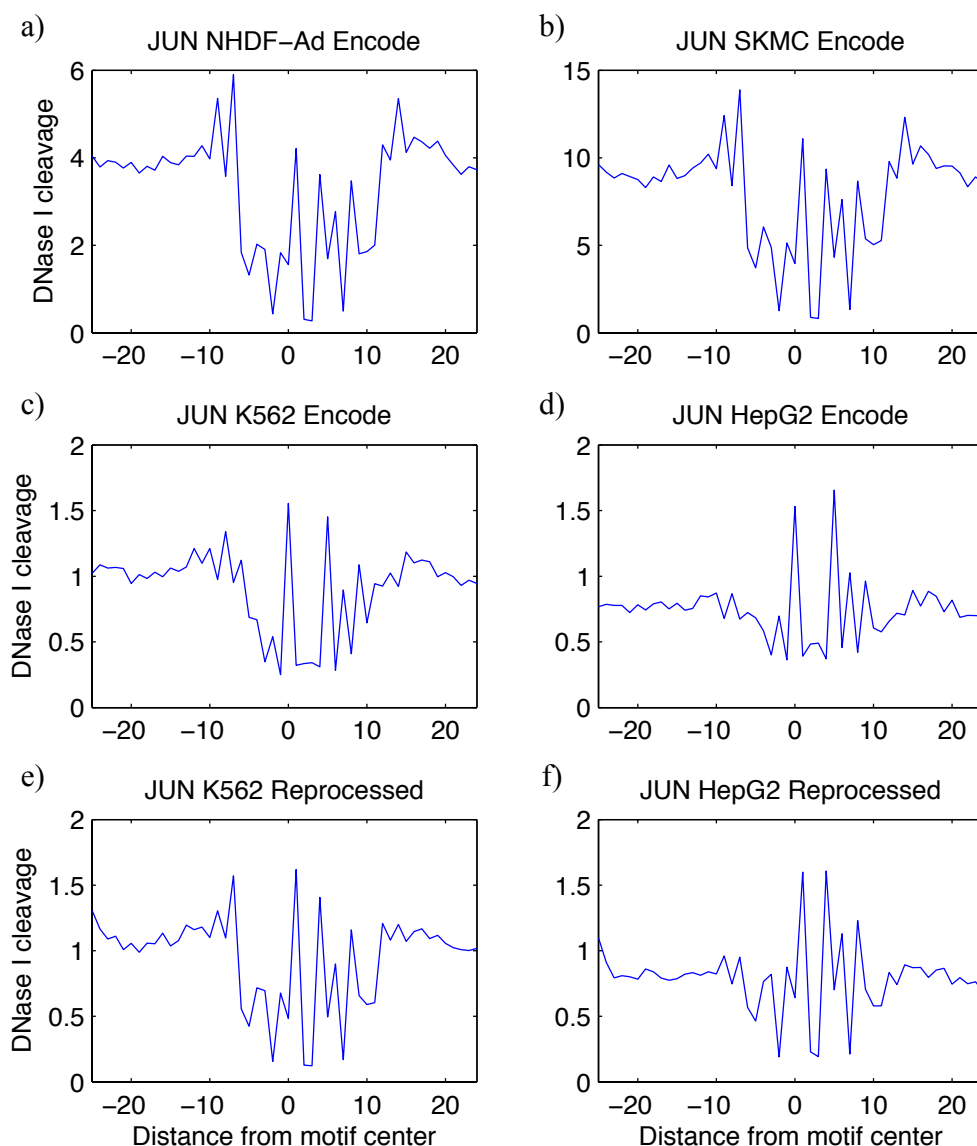 a)
JUN NHDF−Ad Encode
b)
JUN SKMC Encode
DNase I cleavage
6
4
2
0
−20 −10 0 10 20
15
10
5
0
−20 −10 0 10 20
c)
JUN K562 Encode
d)
JUN HepG2 Encode
DNase I cleavage
2
1.5
1
0.5
0
−20 −10 0 10 20
2
1.5
1
0.5
0
−20 −10 0 10 20
e)
JUN K562 Reprocessed
f)
JUN HepG2 Reprocessed
DNase I cleavage
2
1.5
1
0.5
0
−20 −10 0 10 20
Distance from motif center
2
1.5
1
0.5
0
−20 −10 0 10 20
Distance from motif center